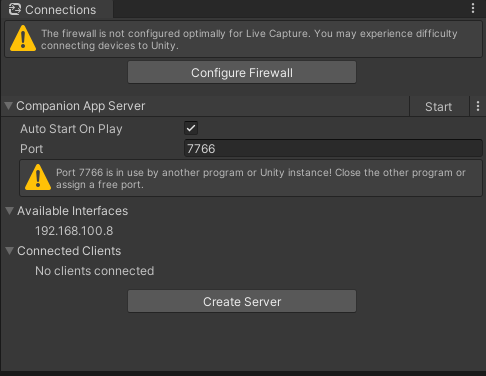 Connections
The firewall is not configured optimally for Live Capture. You may experience difficulty
connecting devices to Unity.
Configure Firewall
Companion App Server
Start
Auto Start On Play
Port
7766
Port 7766 is in use by another program or Unity instance! Close the other program or
assign a free port.
Available Interfaces
192.168.100.8
Connected Clients
No clients connected
Create Server